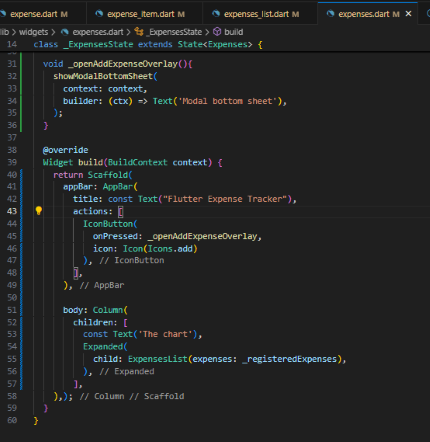 expense.dart M expense_item.dart M expenses_list.dart M expenses.dart M
lib > widgets > expenses.dart > _ExpensesState > build
14 class _ExpensesState extends State<Expenses> {
31 void _openAddExpenseOverlay(){
32 showModalBottomSheet(
33 context: context,
34 builder: (ctx) => Text('Modal bottom sheet'),
35 );
36 }
37
38 @override
39 Widget build(BuildContext context) {
40 return Scaffold(
41 appBar: AppBar(
42 title: const Text("Flutter Expense Tracker"),
43 actions: [
44 IconButton(
45 onPressed: _openAddExpenseOverlay,
46 icon: Icon(Icons.add)
47 ), // IconButton
48 ],
49 ), // AppBar
50
51 body: Column(
52 children: [
53 const Text('The chart'),
54 Expanded(
55 child: ExpensesList(expenses: _registeredExpenses),
56 ), // Expanded
57 ],
58 ),); // Column // Scaffold
59 }
60 }